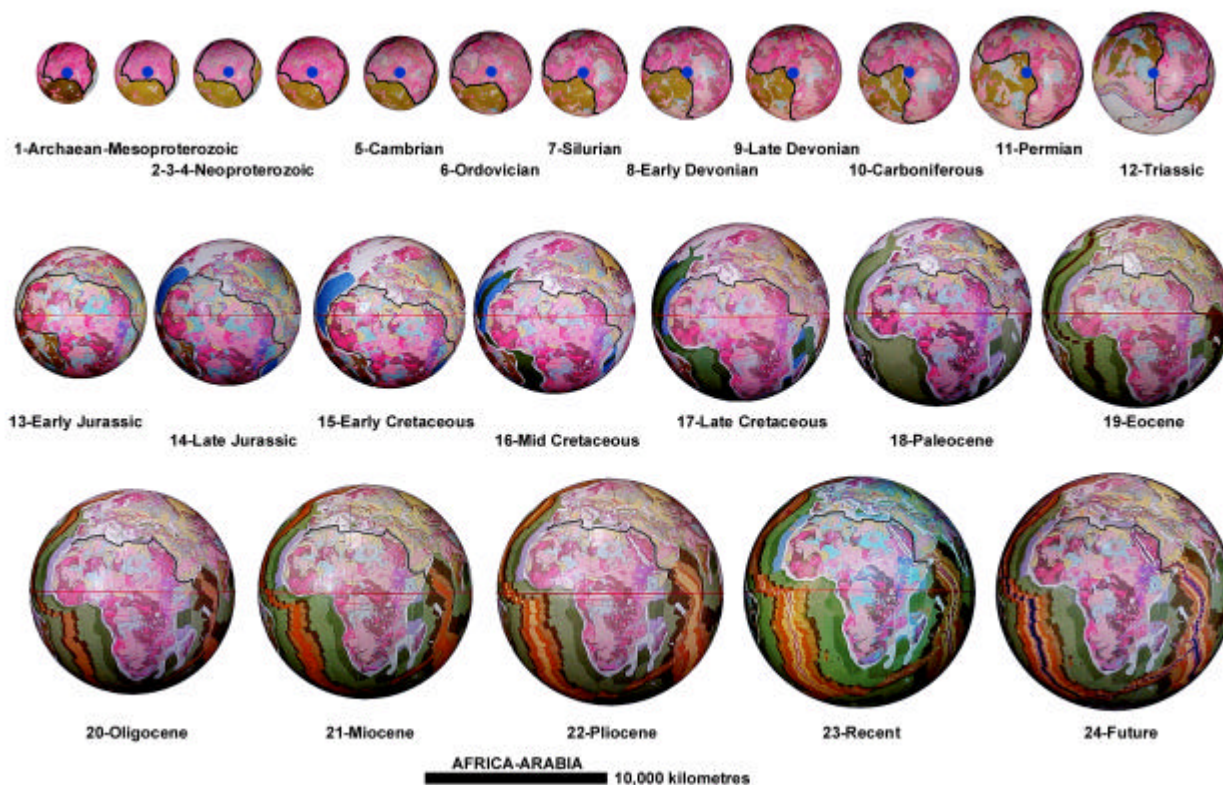 1-Archaean-Mesoproterozoic
2-3-4-Neoproterozoic
5-Cambrian
6-Ordovician
7-Silurian
8-Early Devonian
9-Late Devonian
10-Carboniferous
11-Permian
12-Triassic
13-Early Jurassic
14-Late Jurassic
15-Early Cretaceous
16-Mid Cretaceous
17-Late Cretaceous
18-Paleocene
19-Eocene
20-Oligocene
21-Miocene
22-Pliocene
23-Recent
24-Future
AFRICA-ARABIA
10,000 kilometres